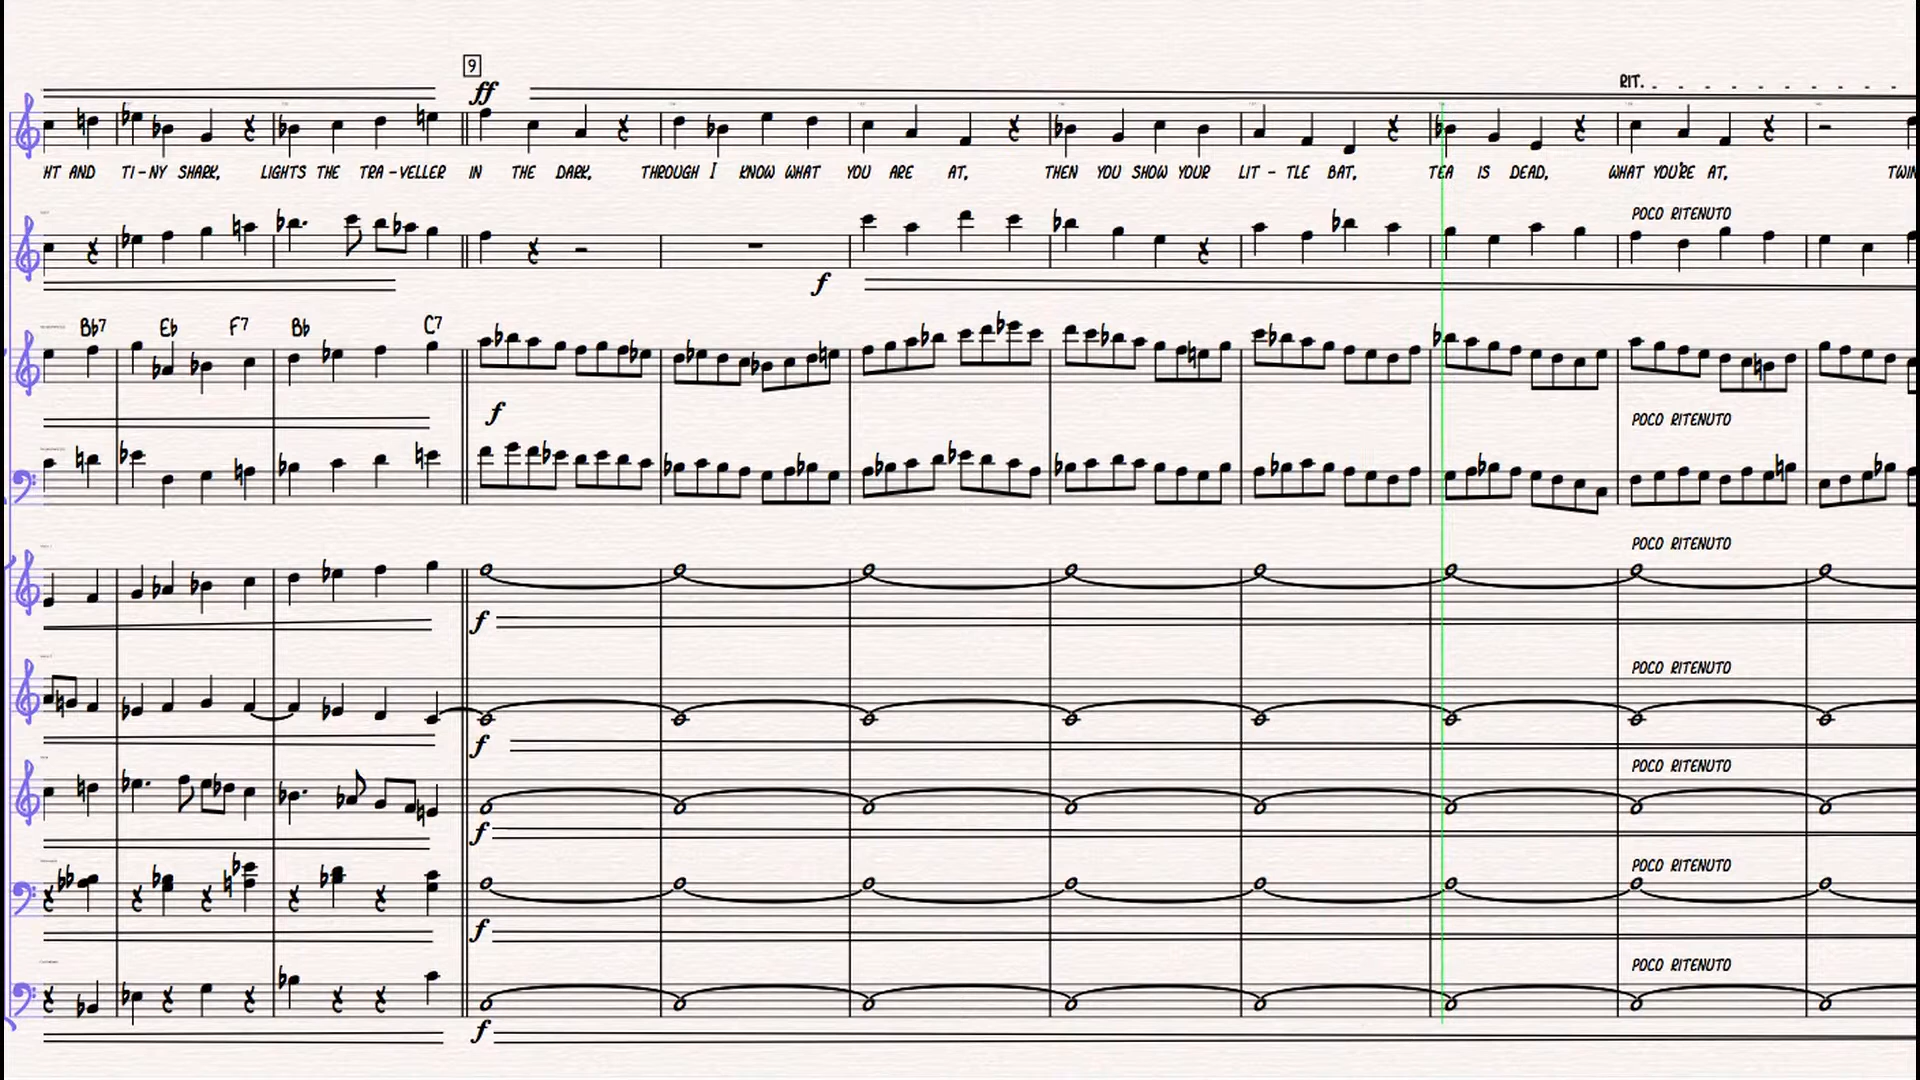 9
ff
RIT.
HT AND TI-NY SHARK, LIGHTS THE TRA-VELLER IN THE DARK, THROUGH I KNOW WHAT YOU ARE AT, THEN YOU SHOW YOUR LIT-TLE BAT, TEA IS DEAD, WHAT YOU'RE AT, TWIN
POCO RITENUTO
f
Bb7 Eb F7 Bb C7
f
POCO RITENUTO
POCO RITENUTO
f
POCO RITENUTO
f
POCO RITENUTO
f
POCO RITENUTO
f
POCO RITENUTO
f